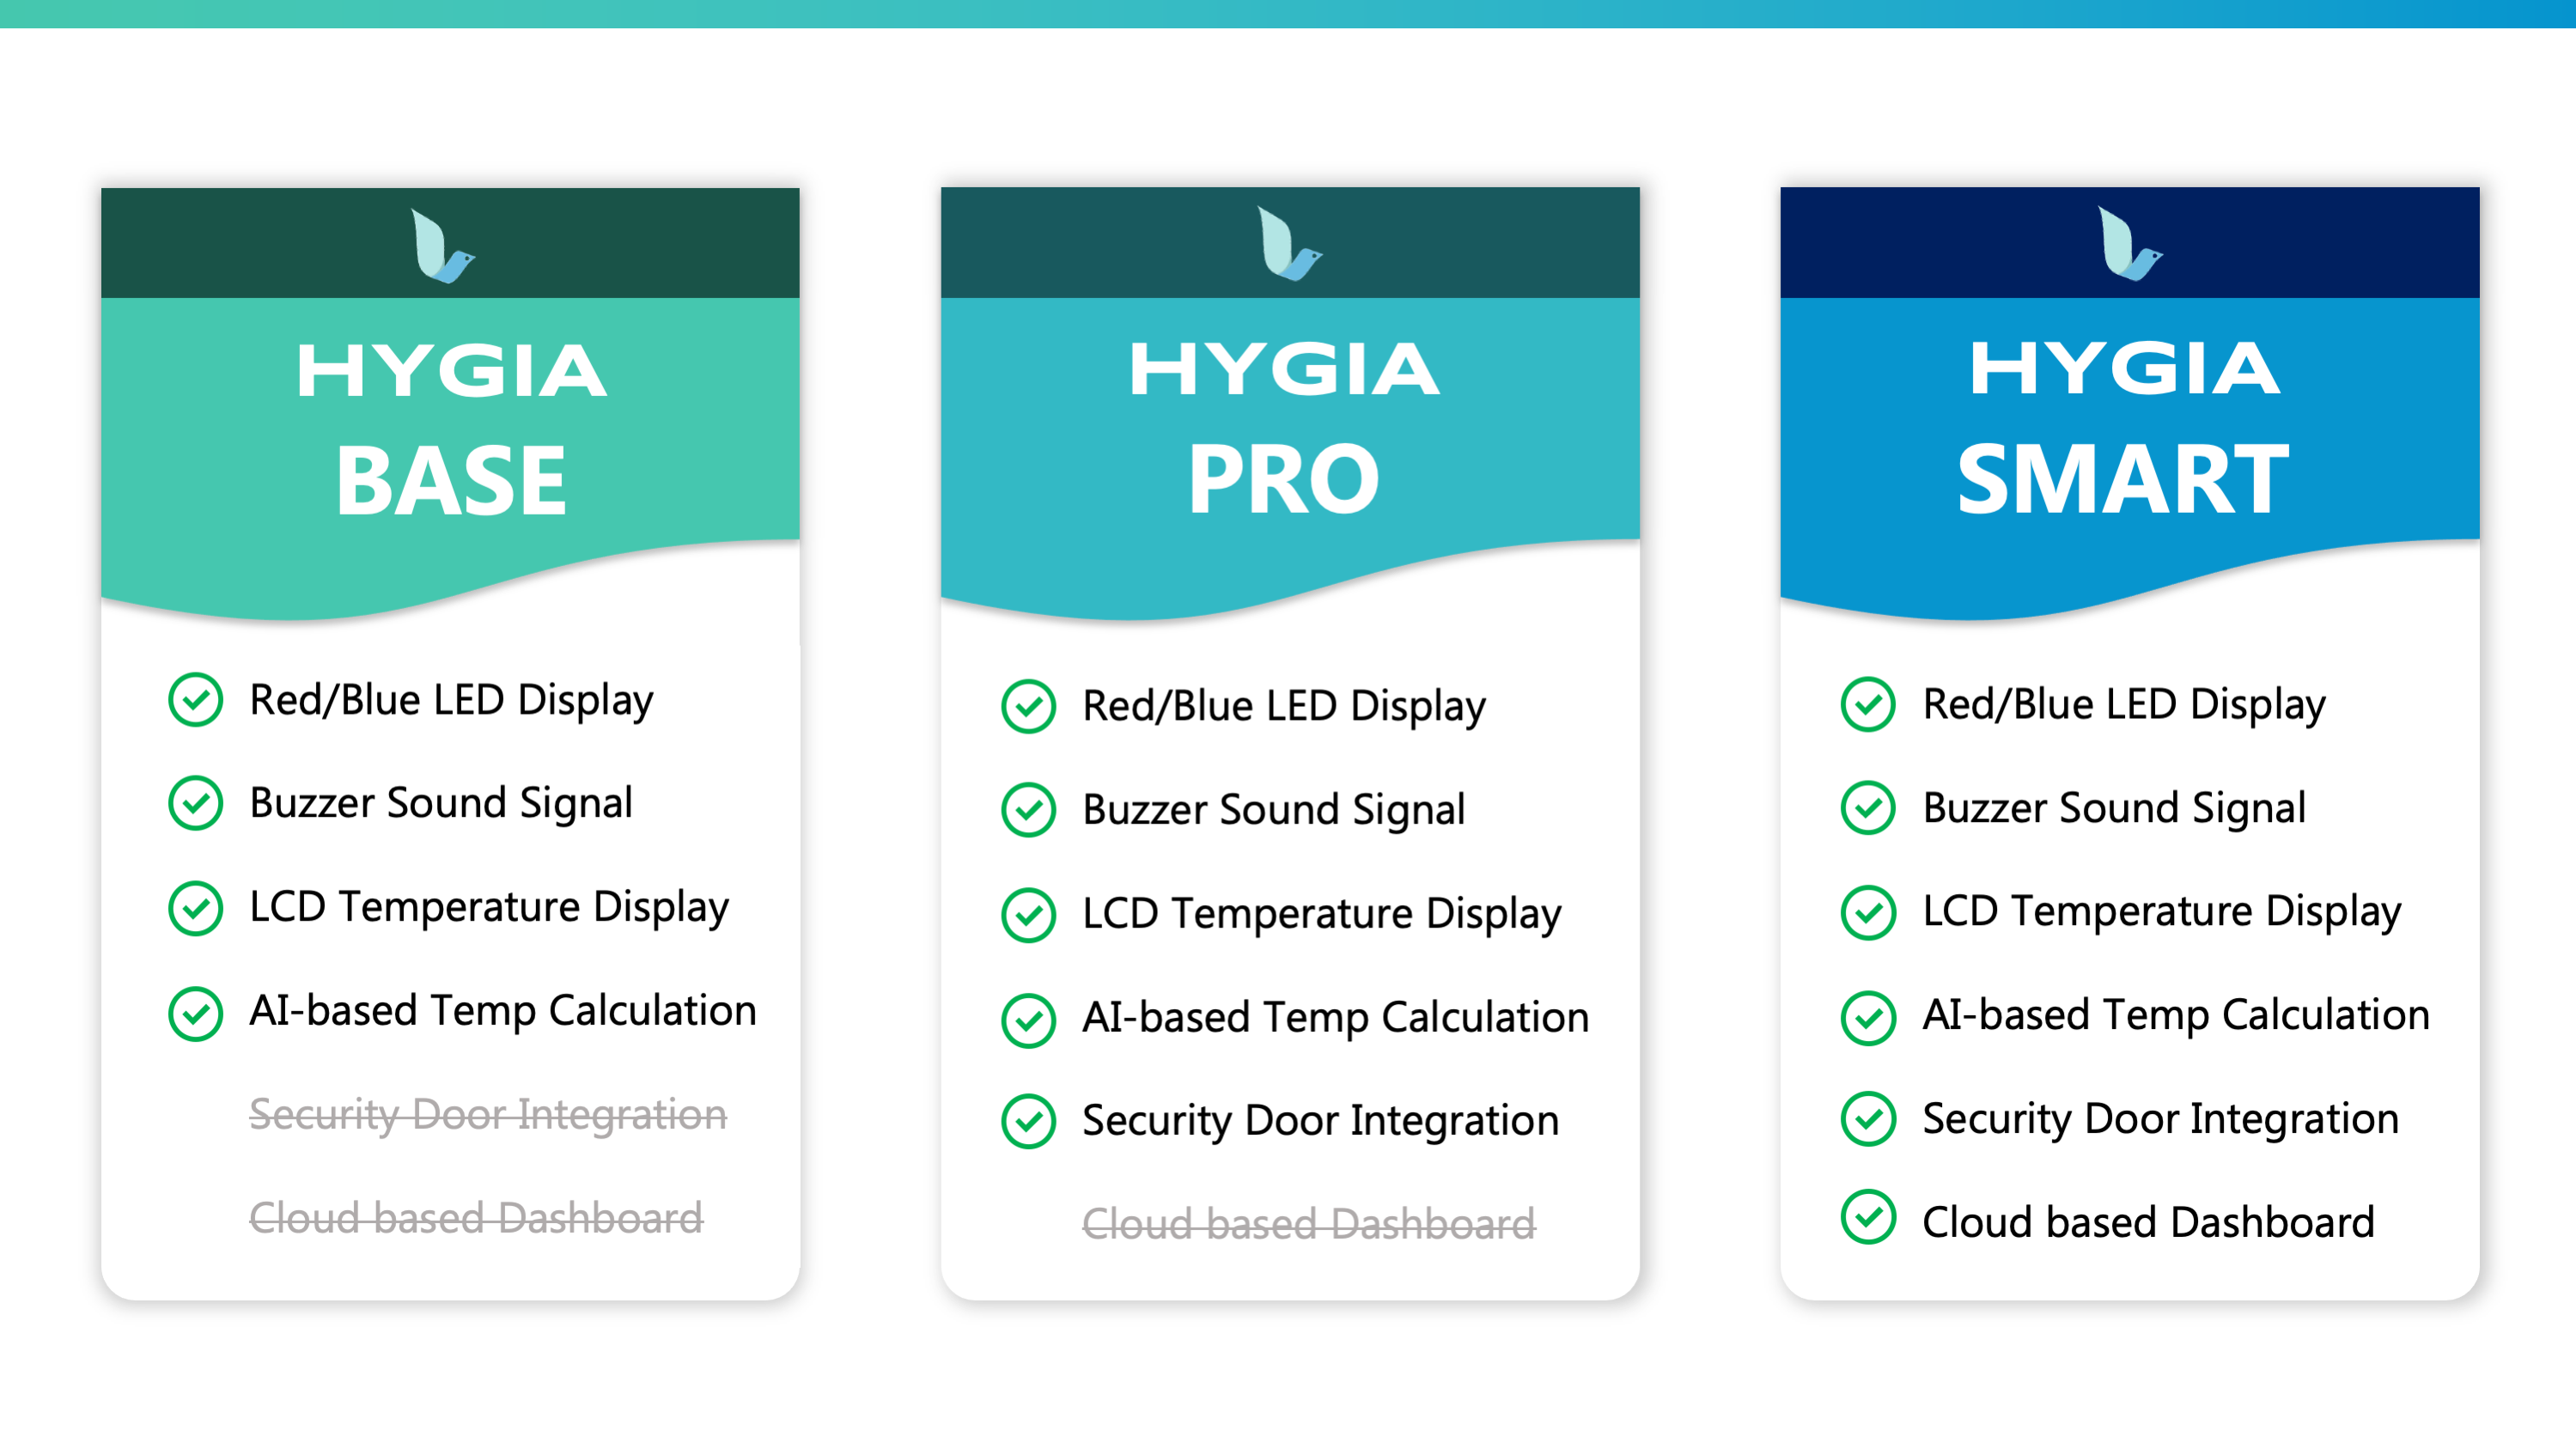 HYGIA
BASE
Red/Blue LED Display
Buzzer Sound Signal
LCD Temperature Display
AI-based Temp Calculation
Security Door Integration
Cloud based Dashboard
HYGIA
PRO
Red/Blue LED Display
Buzzer Sound Signal
LCD Temperature Display
AI-based Temp Calculation
Security Door Integration
Cloud based Dashboard
HYGIA
SMART
Red/Blue LED Display
Buzzer Sound Signal
LCD Temperature Display
AI-based Temp Calculation
Security Door Integration
Cloud based Dashboard